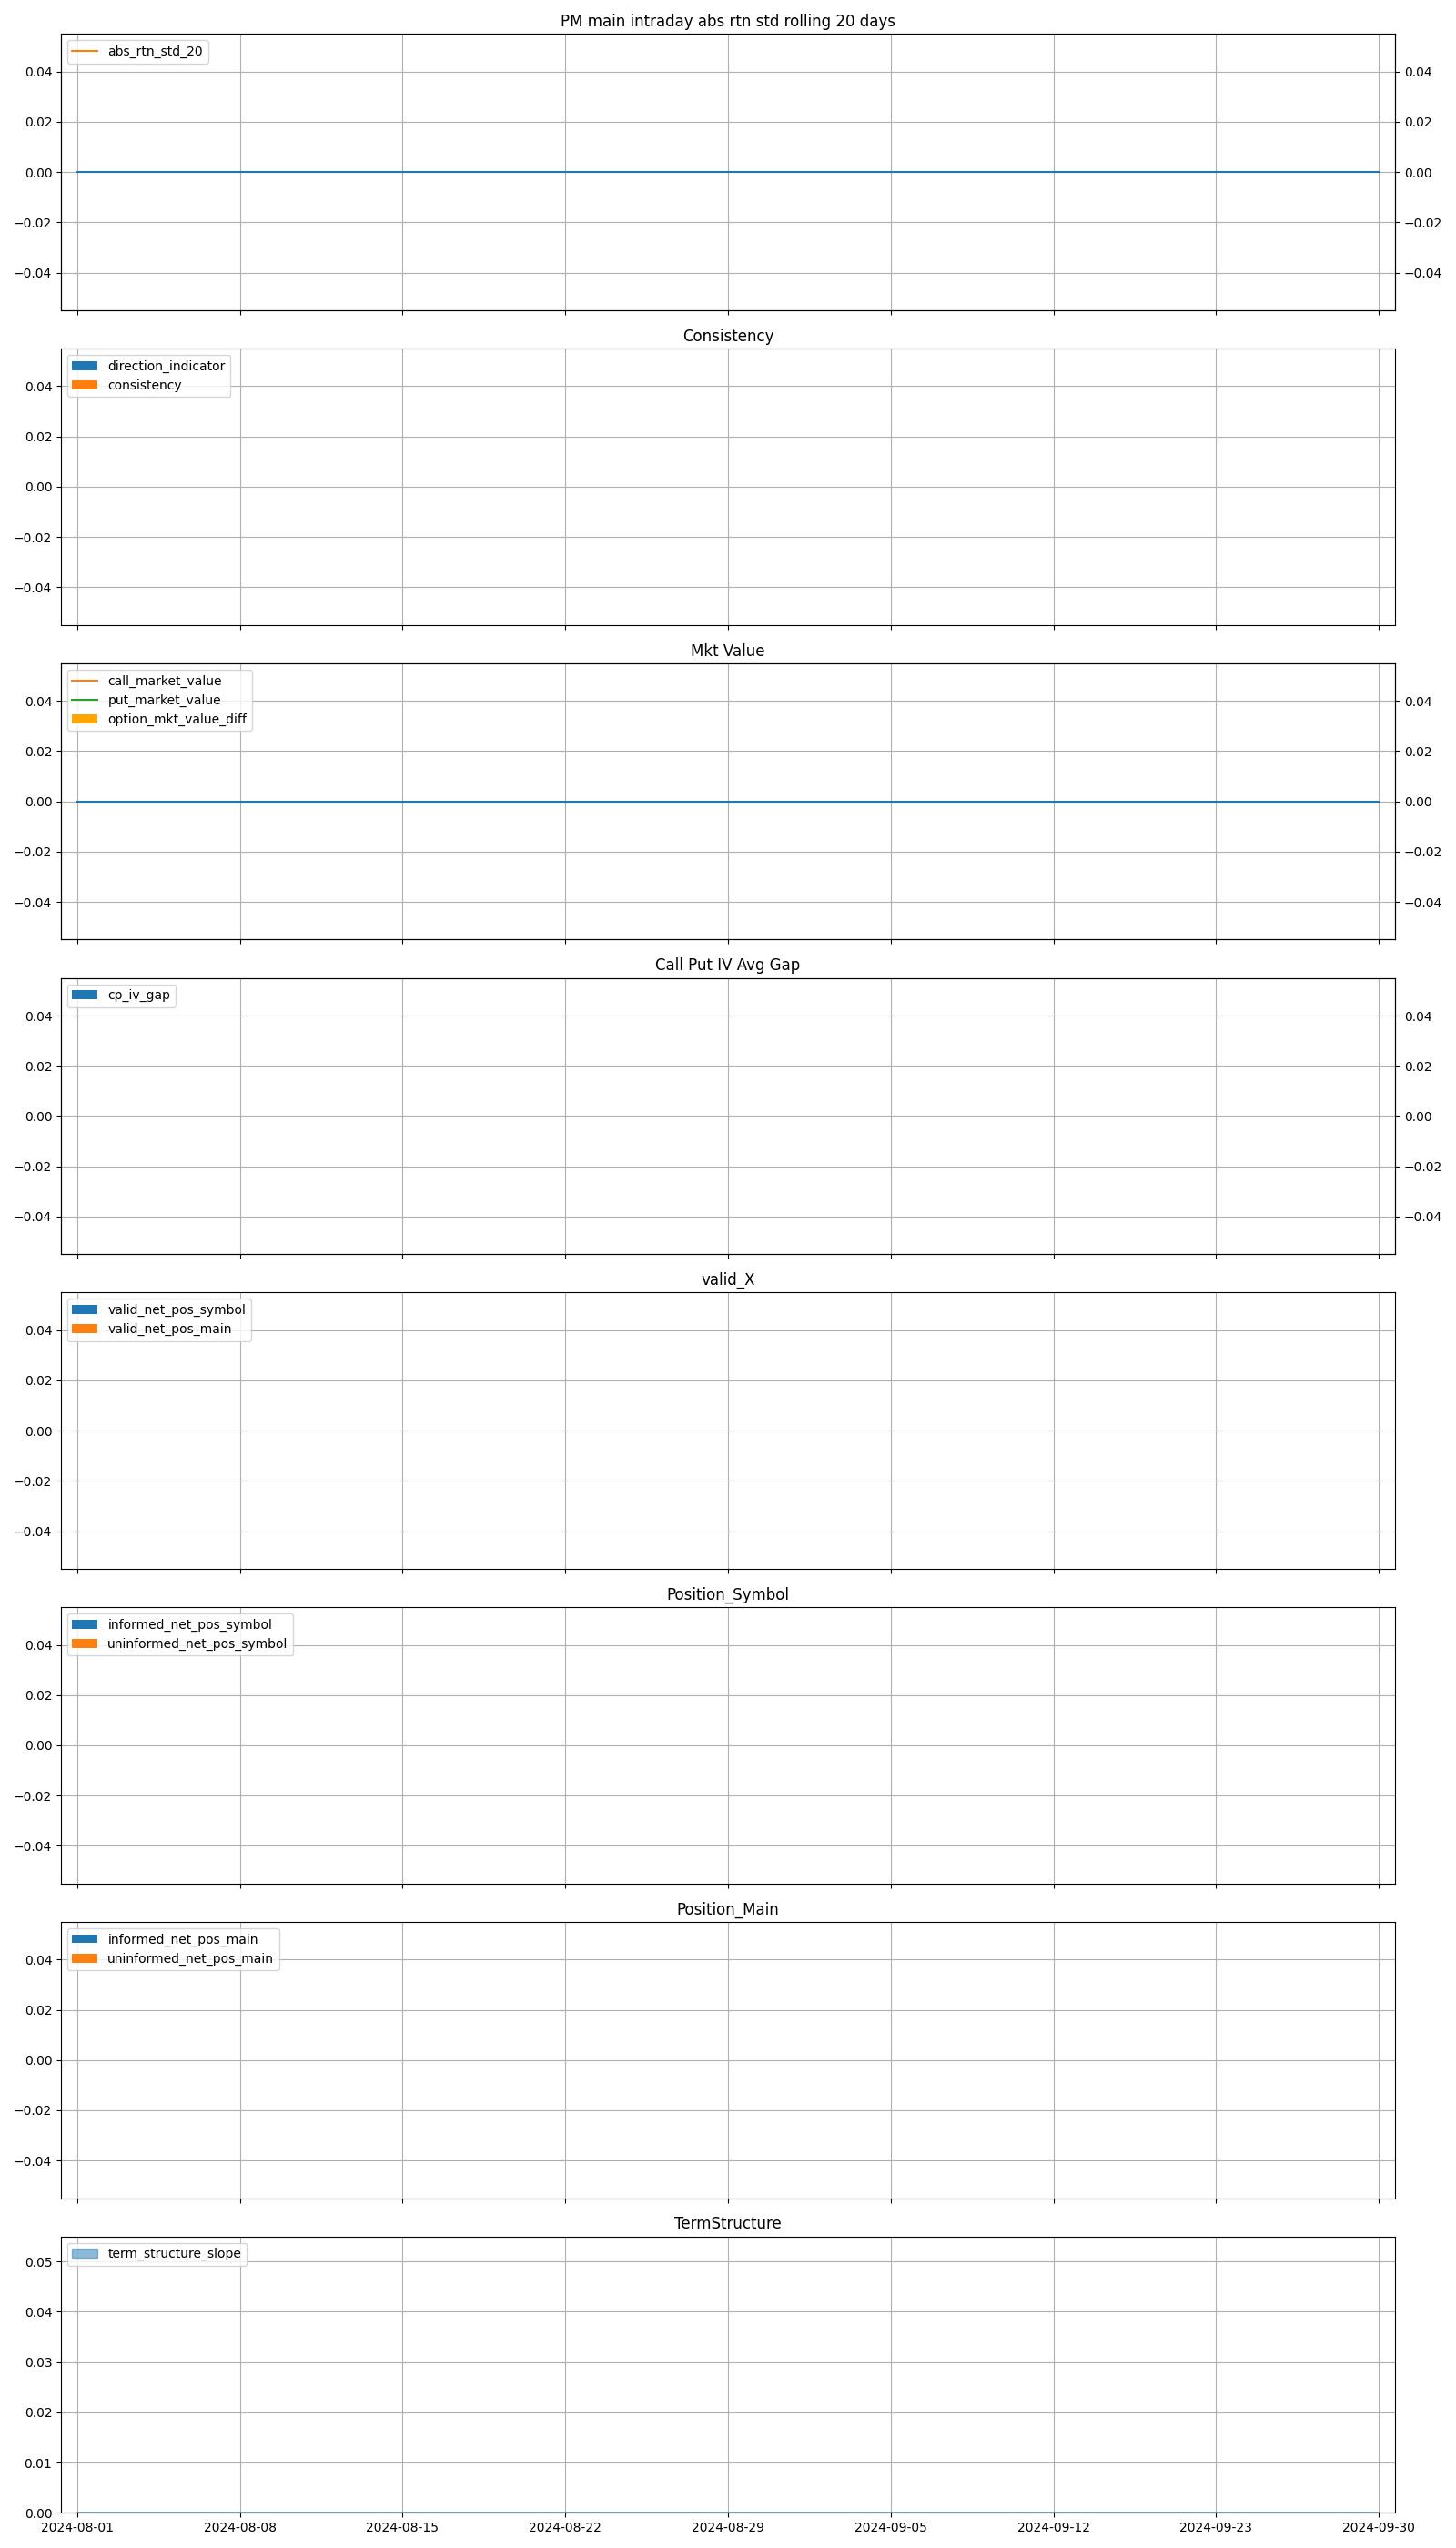 PM main intraday abs rtn std rolling 20 days
abs_rtn_std_20
0.04 0.04
0.02 0.02
0.00 0.00
−0.02 −0.02
−0.04 −0.04
Consistency
direction_indicator
consistency
0.04
0.02
0.00
−0.02
−0.04
Mkt Value
call_market_value
put_market_value
option_mkt_value_diff
0.04 0.04
0.02 0.02
0.00 0.00
−0.02 −0.02
−0.04 −0.04
Call Put IV Avg Gap
cp_iv_gap
0.04 0.04
0.02 0.02
0.00 0.00
−0.02 −0.02
−0.04 −0.04
valid_X
valid_net_pos_symbol
valid_net_pos_main
0.04
0.02
0.00
−0.02
−0.04
Position_Symbol
informed_net_pos_symbol
uninformed_net_pos_symbol
0.04
0.02
0.00
−0.02
−0.04
Position_Main
informed_net_pos_main
uninformed_net_pos_main
0.04
0.02
0.00
−0.02
−0.04
TermStructure
term_structure_slope
0.05
0.04
0.03
0.02
0.01
0.00
2024-08-01 2024-08-08 2024-08-15 2024-08-22 2024-08-29 2024-09-05 2024-09-12 2024-09-23 2024-09-30